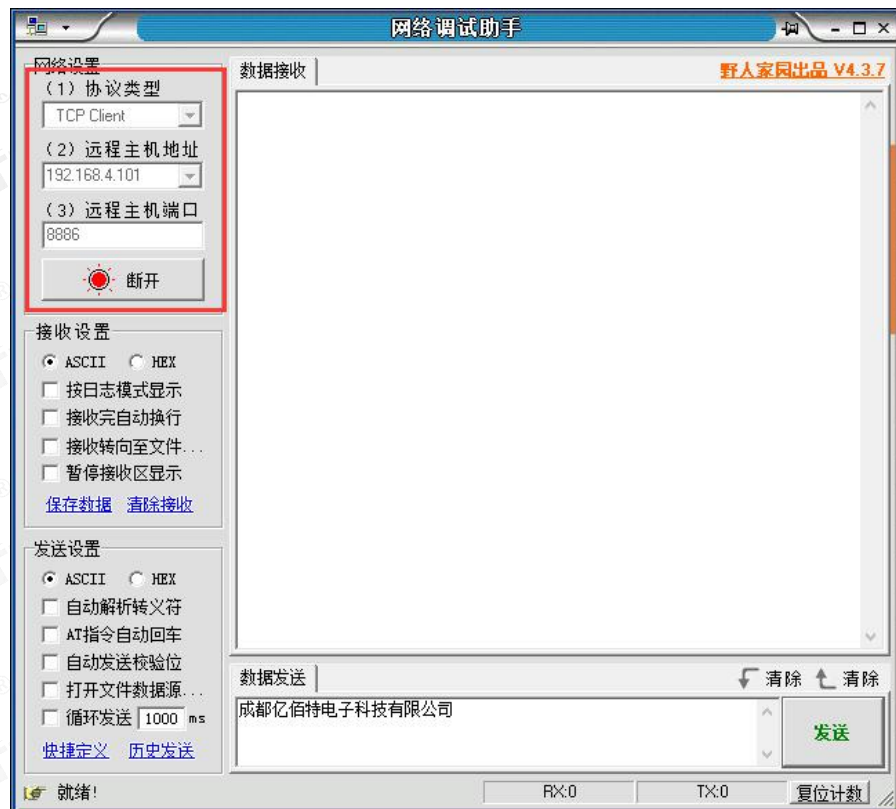 网络调试助手
网络设置
(1) 协议类型
TCP Client
(2) 远程主机地址
192.168.4.101
(3) 远程主机端口
8886
断开
接收设置
ASCII HEX
按日志模式显示
接收完自动换行
接收转向至文件...
暂停接收区显示
保存数据 清除接收
发送设置
ASCII HEX
自动解析转义符
AT指令自动回车
自动发送校验位
打开文件数据源...
循环发送 1000 ms
快捷定义 历史发送
数据接收 野人家园出品 V4.3.7
数据发送 清除 清除
成都亿佰特电子科技有限公司
发送
就绪! RX:0 TX:0 复位计数